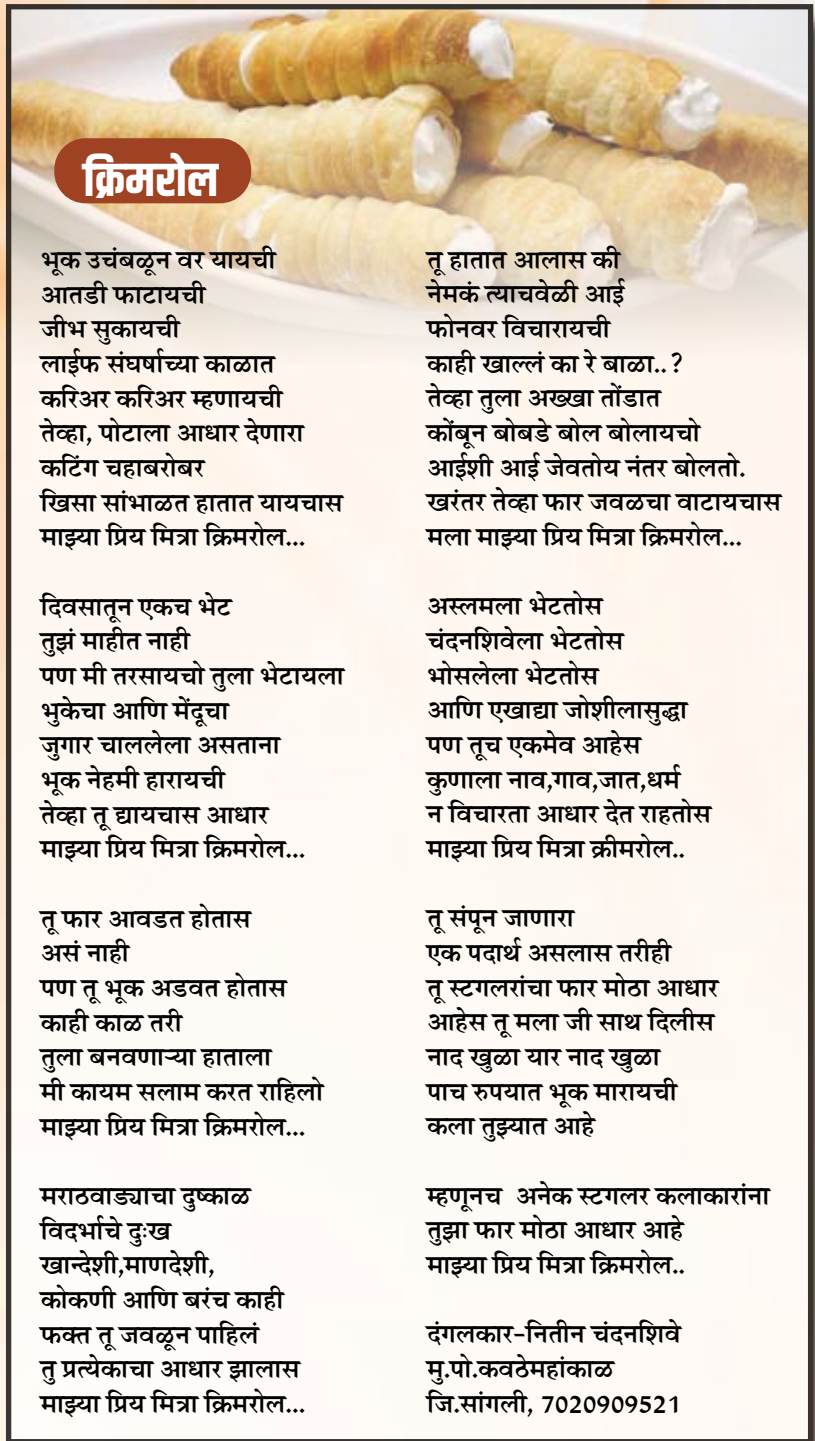 क्रिमरोल
भूक उचंबळून वर यायची
आतडी फाटायची
जीभ सुकायची
लाईफ संघर्षाच्या काळात
करिअर करिअर म्हणायची
तेव्हा, पोटाला आधार देणारा
कटिंग चहाबरोबर
खिसा सांभाळत हातात यायचास
माझ्या प्रिय मित्रा क्रिमरोल...

दिवसातून एकच भेट
तुझं माहीत नाही
पण मी तरसायचो तुला भेटायला
भुकेचा आणि मेंदूचा
जुगार चाललेला असताना
भूक नेहमी हारायची
तेव्हा तू द्यायचास आधार
माझ्या प्रिय मित्रा क्रिमरोल...

तू फार आवडत होतास
असं नाही
पण तू भूक अडवत होतास
काही काळ तरी
तुला बनवणाऱ्या हाताला
मी कायम सलाम करत राहिलो
माझ्या प्रिय मित्रा क्रिमरोल...

मराठवाड्याचा दुष्काळ
विदर्भाचे दुःख
खान्देशी,माणदेशी,
कोकणी आणि बरंच काही
फक्त तू जवळून पाहिलं
तु प्रत्येकाचा आधार झालास
माझ्या प्रिय मित्रा क्रिमरोल...

तू हातात आलास की
नेमकं त्याचवेळी आई
फोनवर विचारायची
काही खाल्लं का रे बाळा..?
तेव्हा तुला अख्खा तोंडात
कोंबून बोबडे बोल बोलायचो
आईशी आई जेवतोय नंतर बोलतो.
खरंतर तेव्हा फार जवळचा वाटायचास
मला माझ्या प्रिय मित्रा क्रिमरोल...

अस्लमला भेटतोस
चंदनशिवेला भेटतोस
भोसलेला भेटतोस
आणि एखाद्या जोशीलासुद्धा
पण तूच एकमेव आहेस
कुणाला नाव,गाव,जात,धर्म
न विचारता आधार देत राहतोस
माझ्या प्रिय मित्रा क्रीमरोल..

तू संपून जाणारा
एक पदार्थ असलास तरीही
तू स्टगलरांचा फार मोठा आधार
आहेस तू मला जी साथ दिलीस
नाद खुळा यार नाद खुळा
पाच रुपयात भूक मारायची
कला तुझ्यात आहे

म्हणूनच अनेक स्टगलर कलाकारांना
तुझा फार मोठा आधार आहे
माझ्या प्रिय मित्रा क्रिमरोल..

दंगलकार-नितीन चंदनशिवे
मु.पो.कवठेमहांकाळ
जि.सांगली, 7020909521